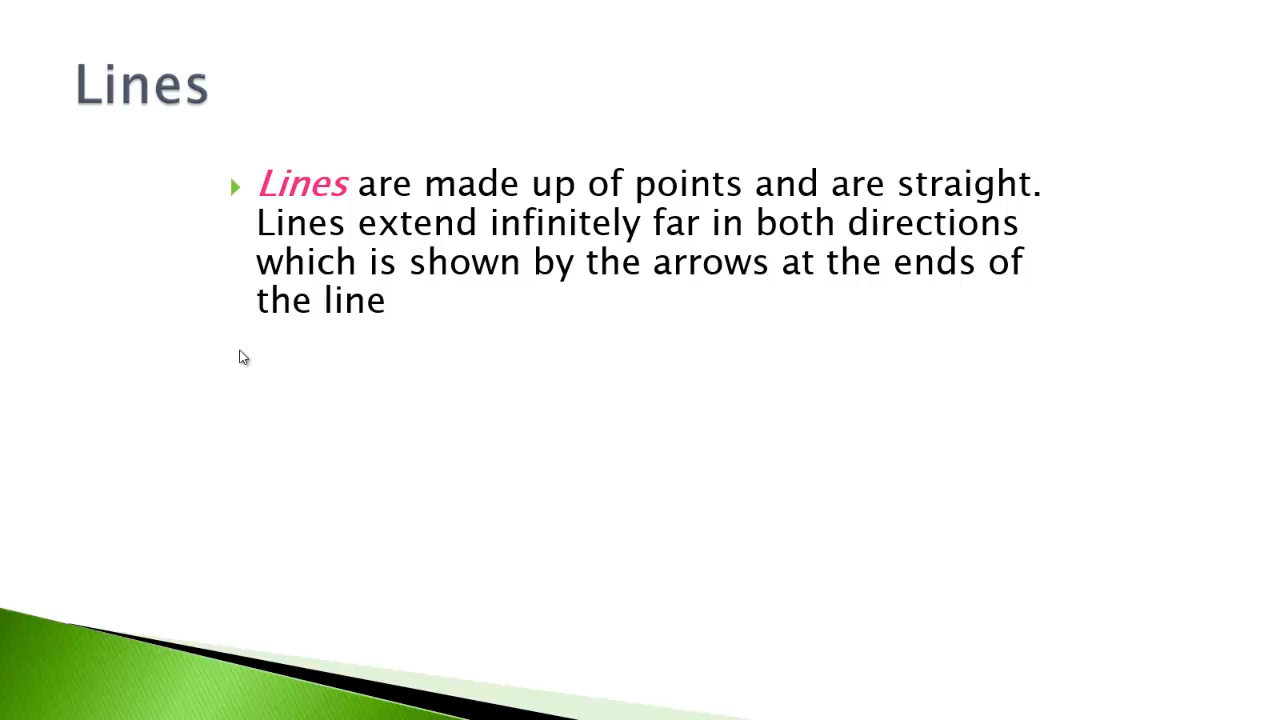 Lines
Lines are made up of points and are straight.
Lines extend infinitely far in both directions
which is shown by the arrows at the ends of
the line